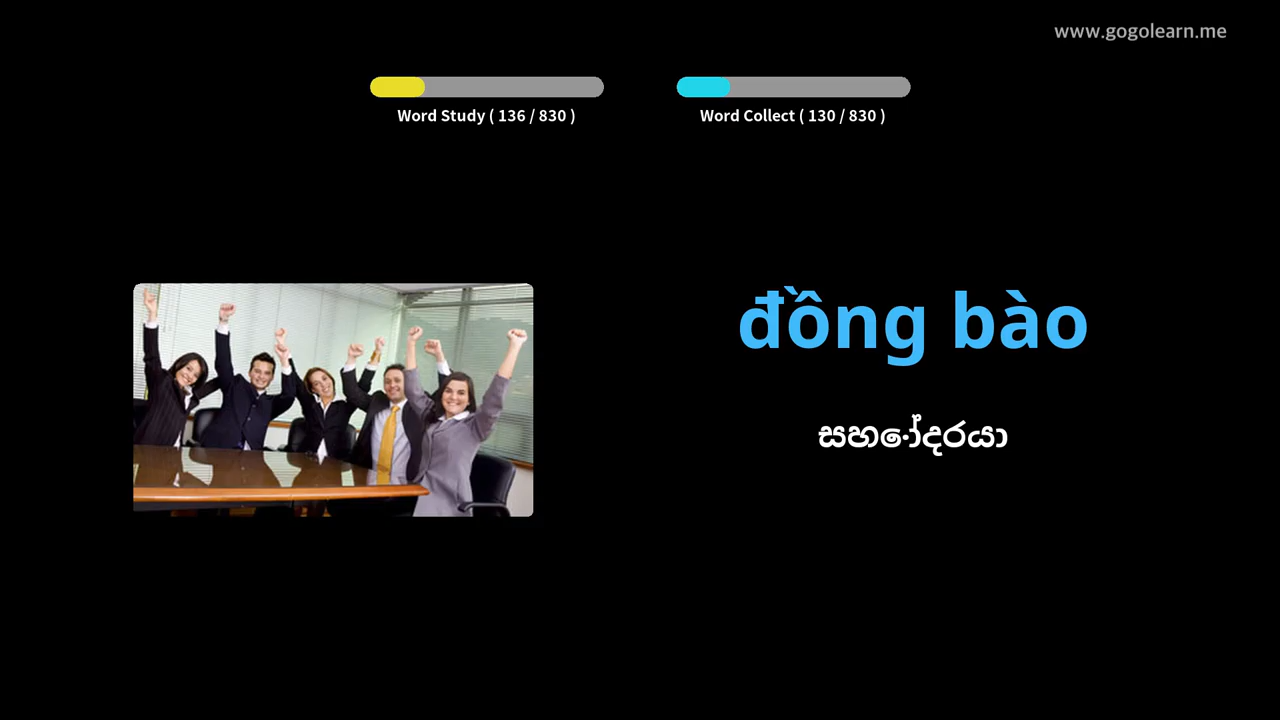 www.gogolearn.me
Word Study ( 136 / 830 )
Word Collect ( 130 / 830 )
đồng bào
සහෝදරයා